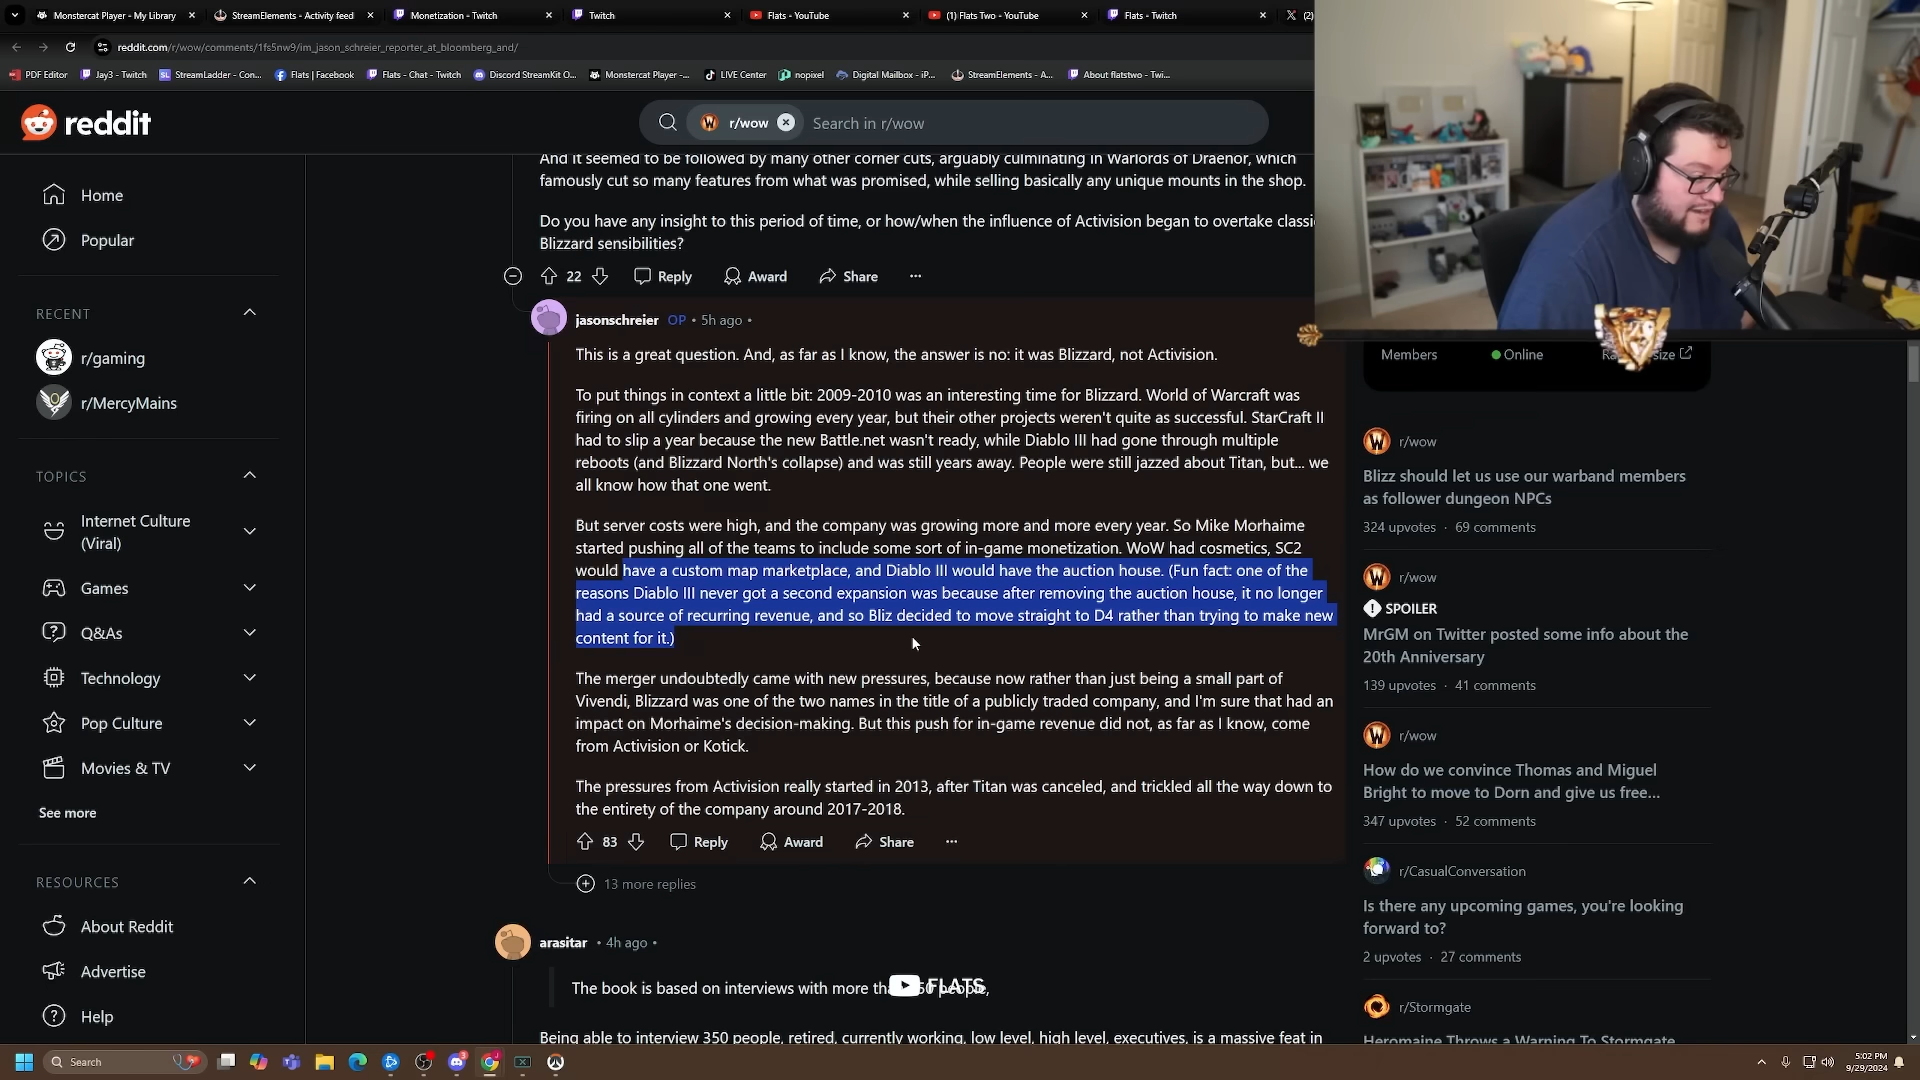 Monstercat Player - My Library
StreamElements - Activity feed
Monetization - Twitch
Twitch
Flats - YouTube
(1) Flats Two - YouTube
Flats - Twitch
reddit.com/r/wow/comments/1fs5nw9/im_jason_schreier_reporter_at_bloomberg_and/
PDF Editor
Jay3 - Twitch
StreamLadder - Con...
Flats | Facebook
Flats - Chat - Twitch
Discord StreamKit O...
Monstercat Player -...
LIVE Center
nopixel
Digital Mailbox - iP...
StreamElements - A...
About flatstwo - Twi...
reddit
r/wow
Search in r/wow
Home
Popular
RECENT
r/gaming
r/MercyMains
TOPICS
Internet Culture
(Viral)
Games
Q&As
Technology
Pop Culture
Movies & TV
See more
RESOURCES
About Reddit
Advertise
Help
And it seemed to be followed by many other corner cuts, arguably culminating in Warlords of Draenor, which
famously cut so many features from what was promised, while selling basically any unique mounts in the shop.
Do you have any insight to this period of time, or how/when the influence of Activision began to overtake
Blizzard sensibilities?
22 Reply Award Share
jasonschreier OP • 5h ago •
This is a great question. And, as far as I know, the answer is no: it was Blizzard, not Activision.
To put things in context a little bit: 2009-2010 was an interesting time for Blizzard. World of Warcraft was
firing on all cylinders and growing every year, but their other projects weren't quite as successful. StarCraft II
had to slip a year because the new Battle.net wasn't ready, while Diablo III had gone through multiple
reboots (and Blizzard North's collapse) and was still years away. People were still jazzed about Titan, but... we
all know how that one went.
But server costs were high, and the company was growing more and more every year. So Mike Morhaime
started pushing all of the teams to include some sort of in-game monetization. WoW had cosmetics, SC2
would have a custom map marketplace, and Diablo III would have the auction house. (Fun fact: one of the
reasons Diablo III never got a second expansion was because after removing the auction house, it no longer
had a source of recurring revenue, and so Bliz decided to move straight to D4 rather than trying to make new
content for it.)
The merger undoubtedly came with new pressures, because now rather than just being a small part of
Vivendi, Blizzard was one of the two names in the title of a publicly traded company, and I'm sure that had an
impact on Morhaime's decision-making. But this push for in-game revenue did not, as far as I know, come
from Activision or Kotick.
The pressures from Activision really started in 2013, after Titan was canceled, and trickled all the way down to
the entirety of the company around 2017-2018.
83 Reply Award Share
13 more replies
arasitar • 4h ago •
The book is based on interviews with more people,
FLATS
Being able to interview 350 people, retired, currently working, low level, high level, executives, is a massive feat in
Members
Online
r/wow
Blizz should let us use our warband members
as follower dungeon NPCs
324 upvotes · 69 comments
r/wow
SPOILER
MrGM on Twitter posted some info about the
20th Anniversary
139 upvotes · 41 comments
r/wow
How do we convince Thomas and Miguel
Bright to move to Dorn and give us free...
347 upvotes · 52 comments
r/CasualConversation
Is there any upcoming games, you're looking
forward to?
2 upvotes · 27 comments
r/Stormgate
Heromaine Throws a Warning To Stormgate
Search
5:02 PM
9/29/2024